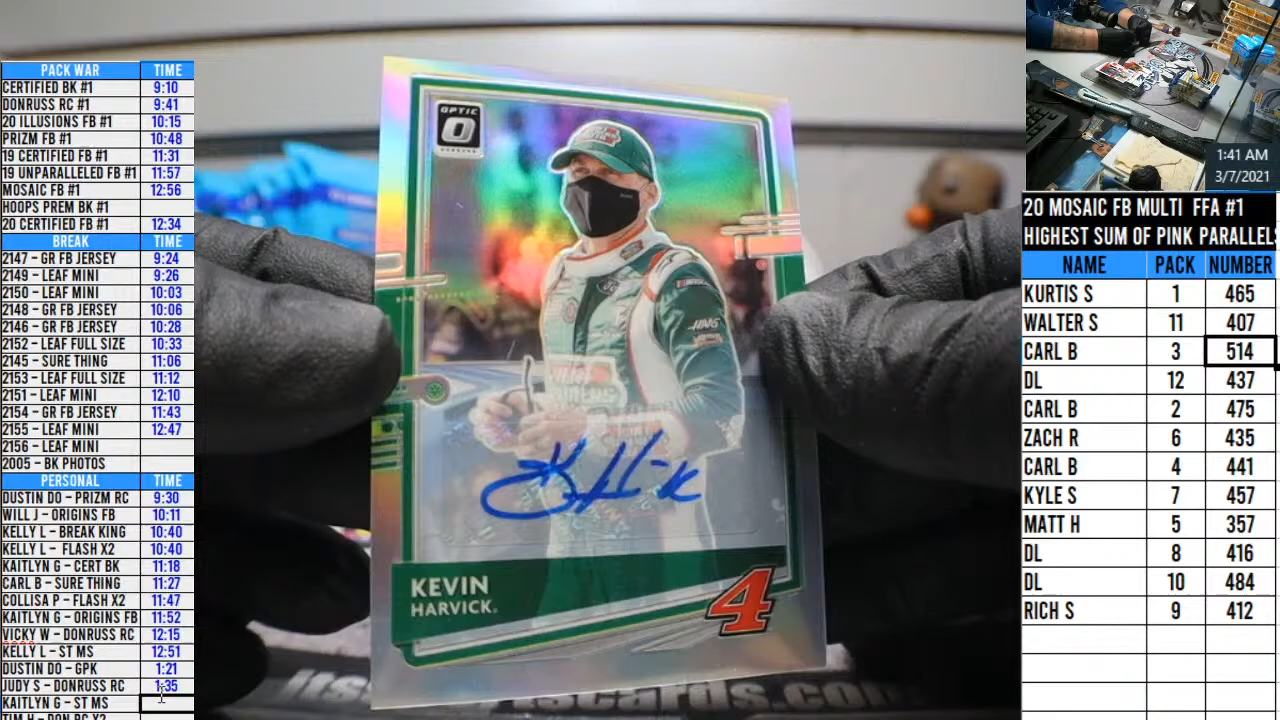 PACK WAR TIME
CERTIFIED BK #1 9:10
DONRUSS RC #1 9:41
20 ILLUSIONS FB #1 10:15
PRIZM FB #1 10:48
19 CERTIFIED FB #1 11:31
19 UNPARALLELED FB #1 11:57
MOSAIC FB #1 12:56
HOOPS PREM BK #1
20 CERTIFIED FB #1 12:34
BREAK TIME
2147 - GR FB JERSEY 9:24
2149 - LEAF MINI 9:26
2150 - LEAF MINI 10:03
2148 - GR FB JERSEY 10:06
2146 - GR FB JERSEY 10:28
2152 - LEAF FULL SIZE 10:33
2145 - SURE THING 11:06
2153 - LEAF FULL SIZE 11:12
2151 - LEAF MINI 12:10
2154 - GR FB JERSEY 11:43
2155 - LEAF MINI 12:47
2156 - LEAF MINI
2005 - BK PHOTOS
PERSONAL TIME
DUSTIN DO - PRIZM RC 9:30
WILL J - ORIGINS FB 10:11
KELLY L - BREAK KING 10:40
KELLY L - FLASH X2 10:40
KAITLYN G - CERT BK 11:18
CARL B - SURE THING 11:27
COLLISA P - FLASH X2 11:47
KAITLYN G - ORIGINS FB 11:52
VICKY W - DONRUSS RC 12:15
KELLY L - ST MS 12:51
DUSTIN DO - GPK 1:21
JUDY S - DONRUSS RC 1:35
KAITLYN G - ST MS
TIM H - DON RC X2
OPTIC
DONRUSS
HAAS
KEVIN
HARVICK
4
1:41 AM
3/7/2021
20 MOSAIC FB MULTI FFA #1
HIGHEST SUM OF PINK PARALLELS
NAME PACK NUMBER
KURTIS S 1 465
WALTER S 11 407
CARL B 3 514
DL 12 437
CARL B 2 475
ZACH R 6 435
CARL B 4 441
KYLE S 7 457
MATT H 5 357
DL 8 416
DL 10 484
RICH S 9 412